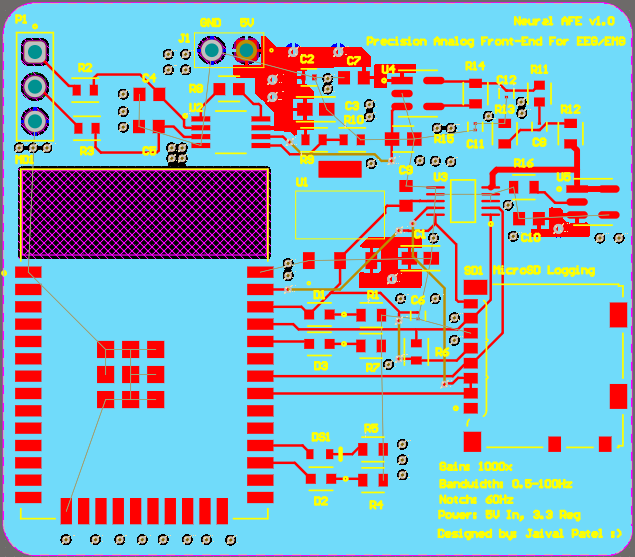 P1
Neural AFE v1.0
GND 5V
J1
Precision Analog Front-End For EEG/EMG
R2
C4
C2
C7
U4
R14
C12
R11
R9
U2
C3
R10
R13
R12
R3
C5
R8
R15
C11
C8
MD1
U1
C9
U3
R16
U5
C1
C10
SD1 MicroSD Logging
D1
R1
C6
D3
R7
R6
DS1
R5
D2
R4
Gain: 1000x
Bandwidth: 0.5-100Hz
Notch: 60Hz
Power: 5V In, 3.3 Reg
Designed by: Jaival Patel :)